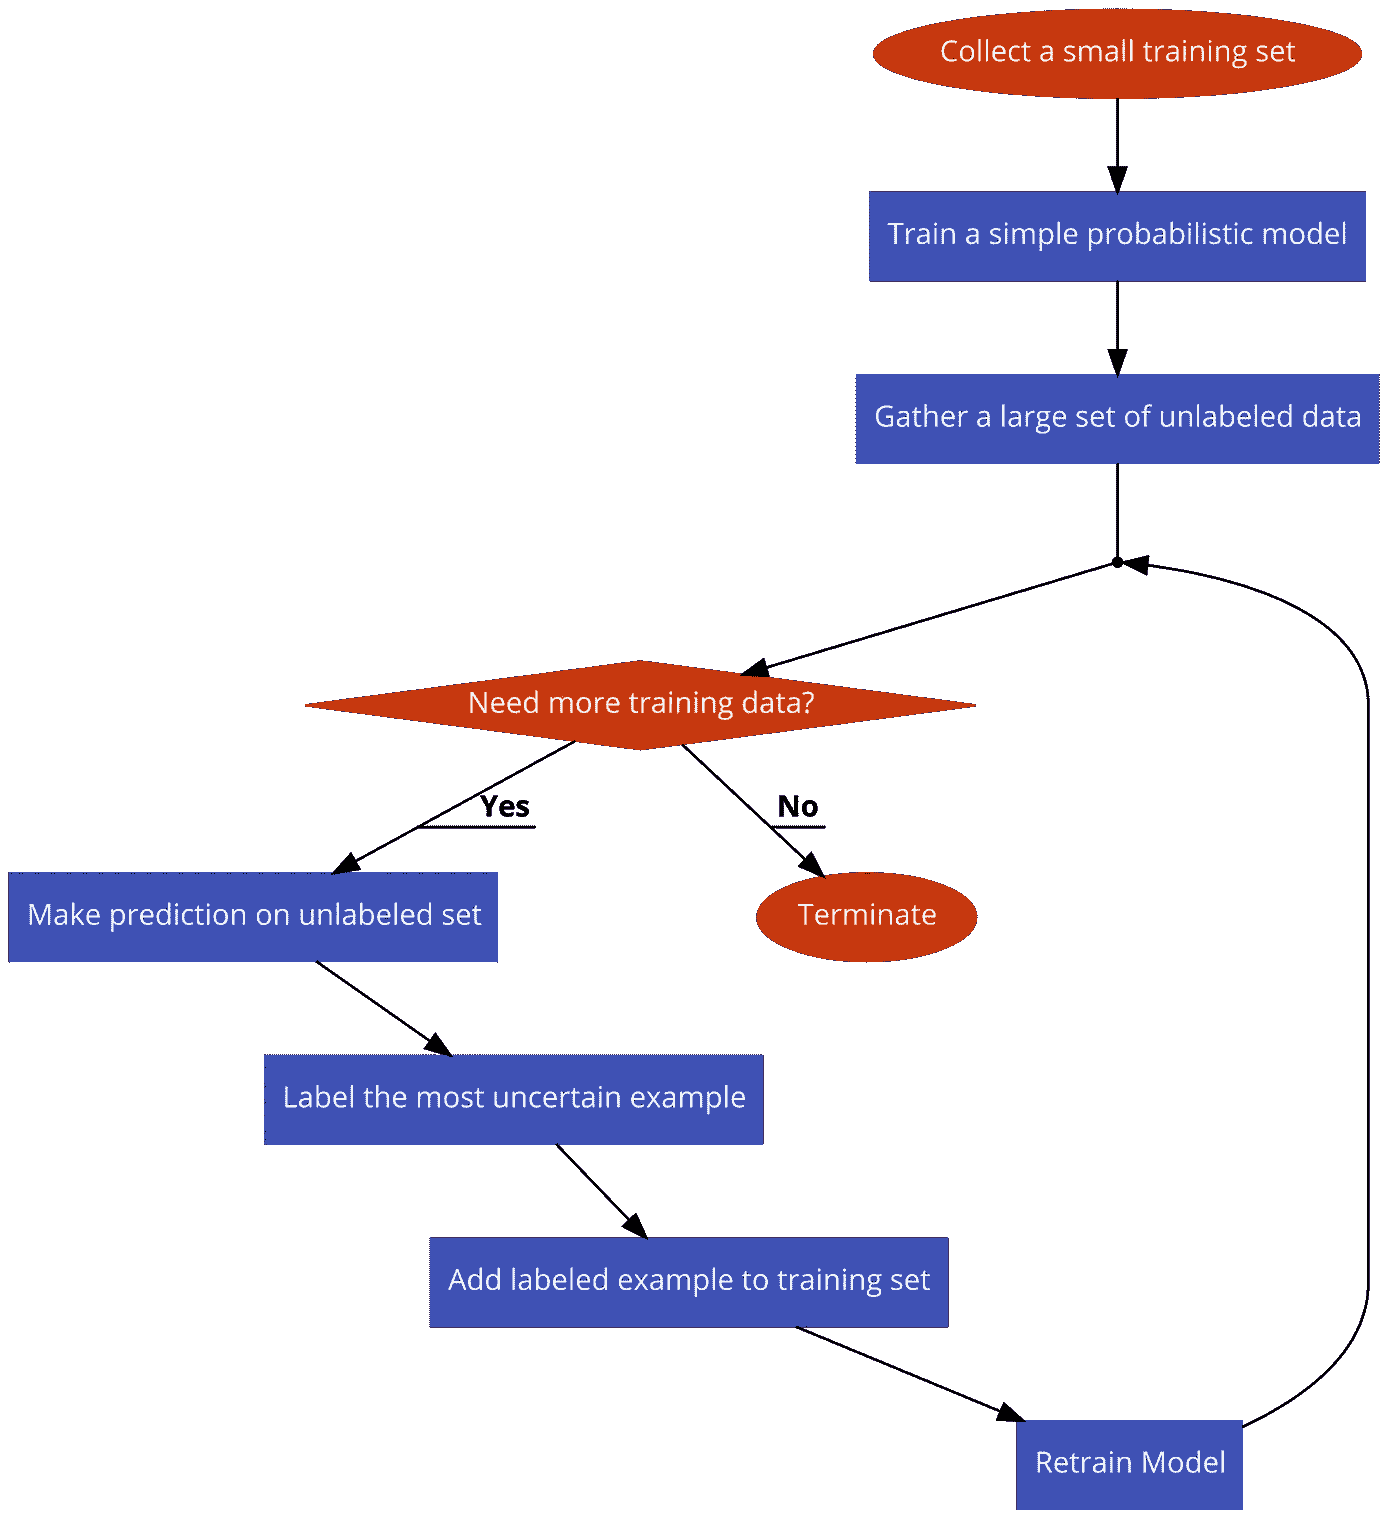 Collect a small training set
Train a simple probabilistic model
Gather a large set of unlabeled data
Need more training data?
Yes
No
Make prediction on unlabeled set
Terminate
Label the most uncertain example
Add labeled example to training set
Retrain Model